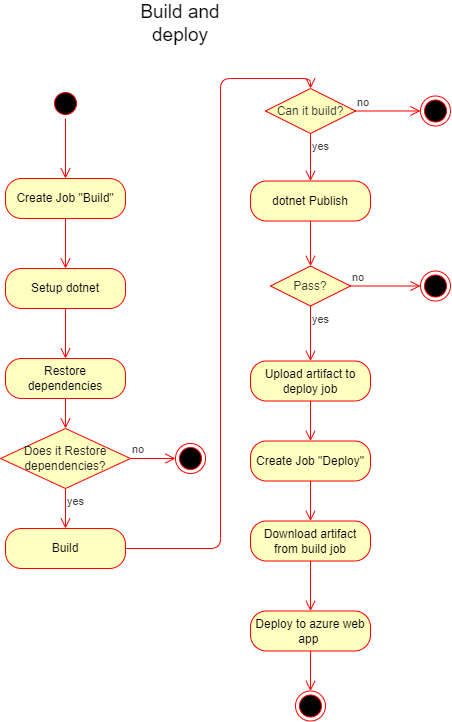 Build and
deploy
Create Job "Build"
Setup dotnet
Restore
dependencies
Does it Restore
dependencies?
no
yes
Build
Can it build?
no
yes
dotnet Publish
Pass?
no
yes
Upload artifact to
deploy job
Create Job "Deploy"
Download artifact
from build job
Deploy to azure web
app